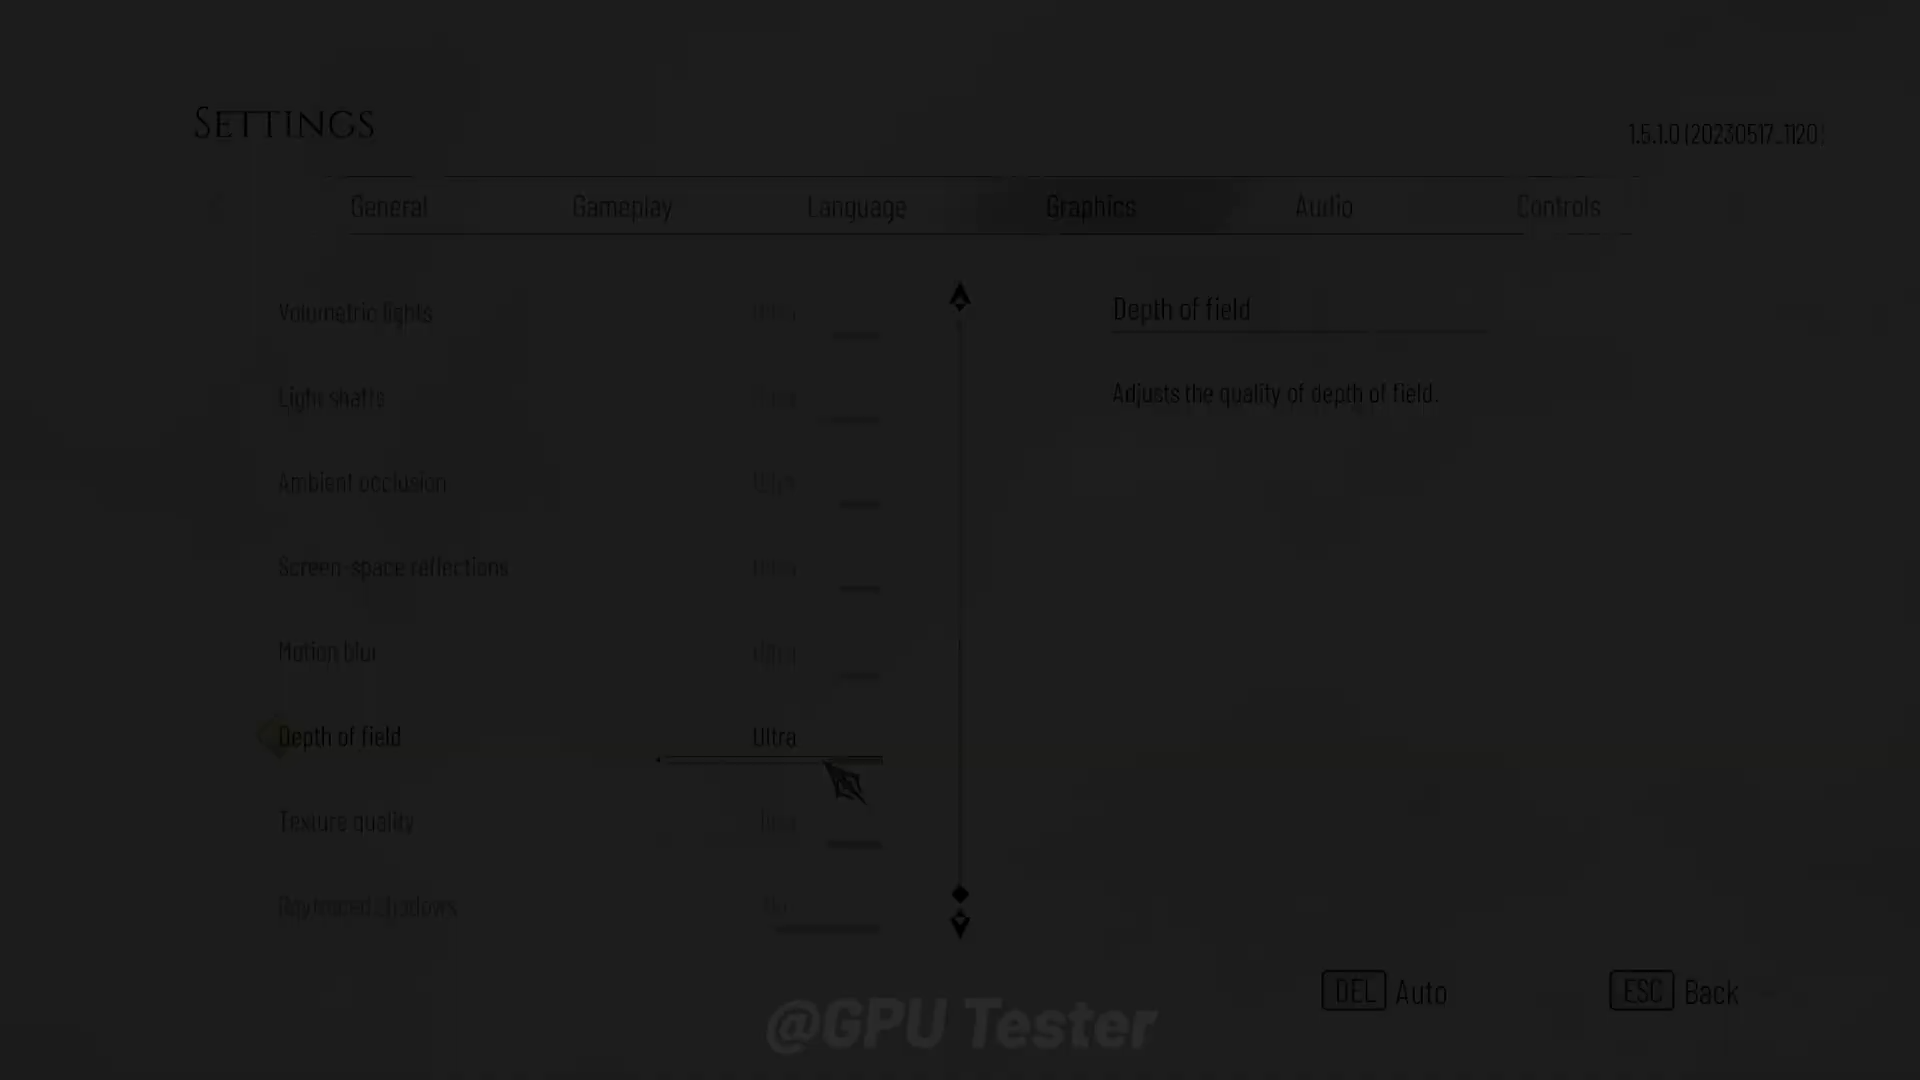 SETTINGS
1.5.1.0 (20230517_1120)
General Gameplay Language Graphics Audio Controls
Volumetric lights Ultra
Depth of field
Light shafts
Adjusts the quality of depth of field.
Ambient occlusion Ultra
Screen-space reflections Ultra
Motion blur Ultra
Depth of field Ultra
Texture quality
Raytraced shadows
DEL Auto ESC Back
@GPU Tester